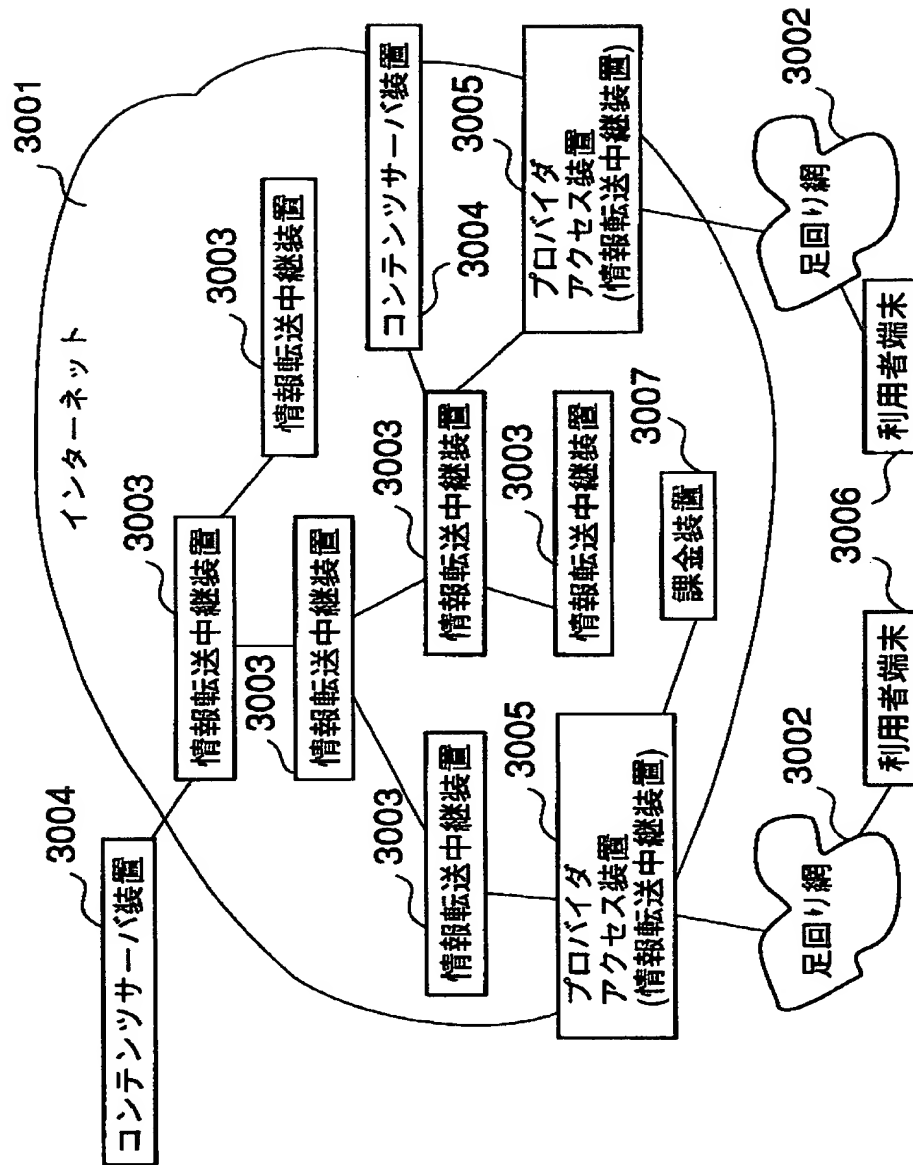 3001
インターネット
3004
コンテンツサーバ装置
3003
情報転送中継装置
3003
情報転送中継装置
3003
情報転送中継装置
3003
情報転送中継装置
3003
情報転送中継装置
3003
情報転送中継装置
コンテンツサーバ装置
3004
3005
プロバイダ
アクセス装置
(情報転送中継装置)
3005
プロバイダ
アクセス装置
(情報転送中継装置)
3007
課金装置
3002
足回り網
3002
足回り網
利用者端末
3006
利用者端末